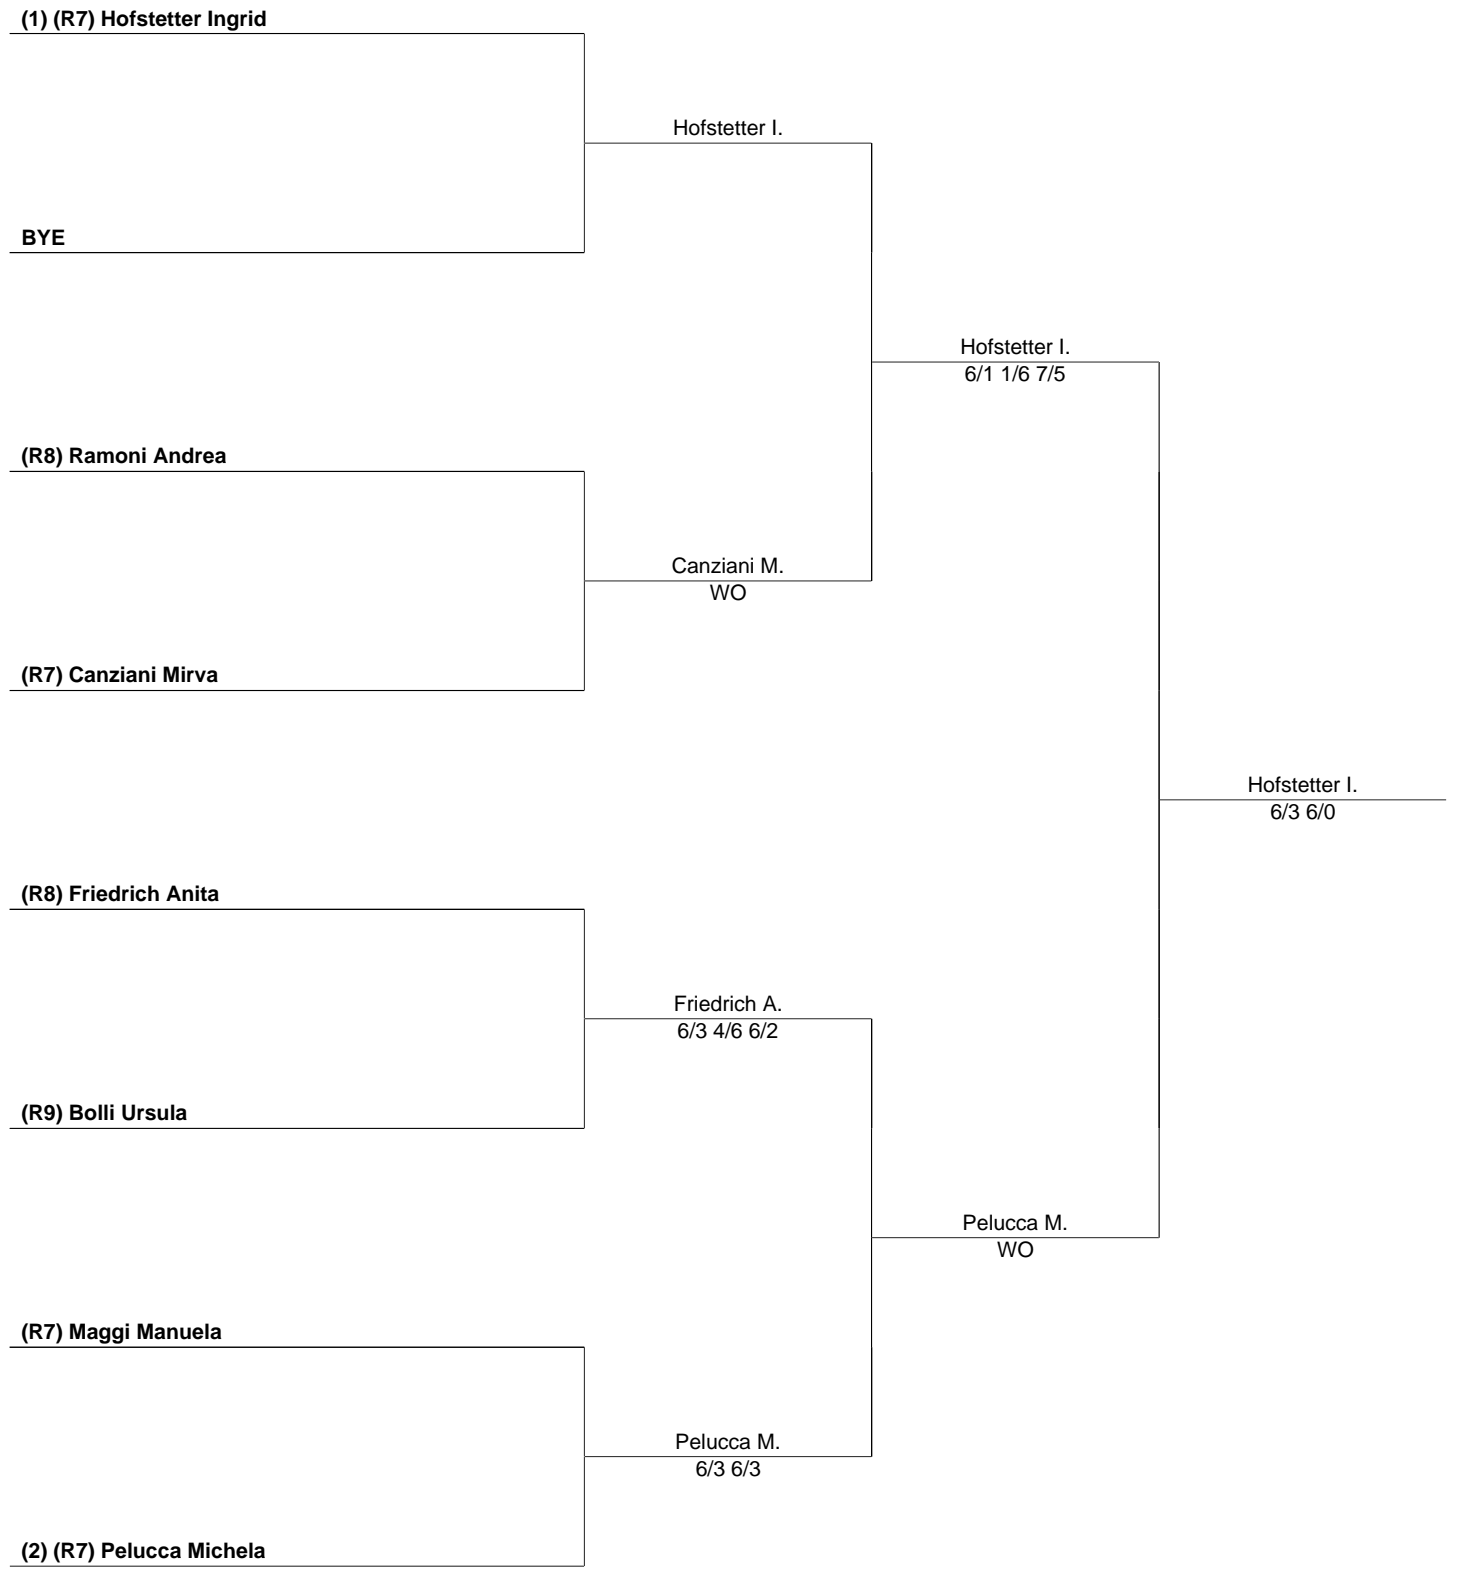 (1) (R7) Hofstetter Ingrid
Hofstetter I.
BYE
Hofstetter I.
6/1 1/6 7/5
(R8) Ramoni Andrea
Canziani M.
WO
(R7) Canziani Mirva
Hofstetter I.
6/3 6/0
(R8) Friedrich Anita
Friedrich A.
6/3 4/6 6/2
(R9) Bolli Ursula
Pelucca M.
WO
(R7) Maggi Manuela
Pelucca M.
6/3 6/3
(2) (R7) Pelucca Michela